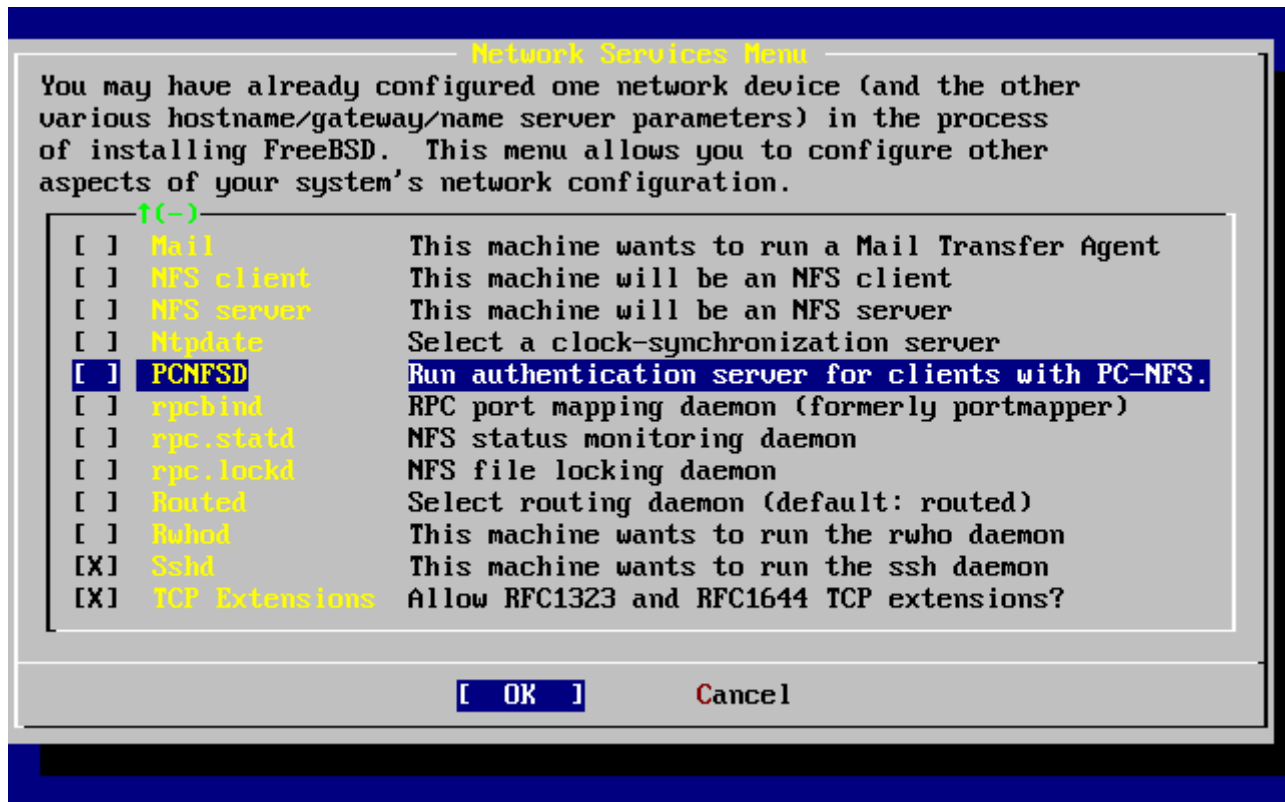 Network Services Menu
You may have already configured one network device (and the other
various hostname/gateway/name server parameters) in the process
of installing FreeBSD.  This menu allows you to configure other
aspects of your system's network configuration.
↑(-)
[ ] Mail This machine wants to run a Mail Transfer Agent
[ ] NFS client This machine will be an NFS client
[ ] NFS server This machine will be an NFS server
[ ] Ntpdate Select a clock-synchronization server
[ ] PCNFSD Run authentication server for clients with PC-NFS.
[ ] rpcbind RPC port mapping daemon (formerly portmapper)
[ ] rpc.statd NFS status monitoring daemon
[ ] rpc.lockd NFS file locking daemon
[ ] Routed Select routing daemon (default: routed)
[ ] Rwhod This machine wants to run the rwho daemon
[X] Sshd This machine wants to run the ssh daemon
[X] TCP Extensions Allow RFC1323 and RFC1644 TCP extensions?
[ OK ] Cancel